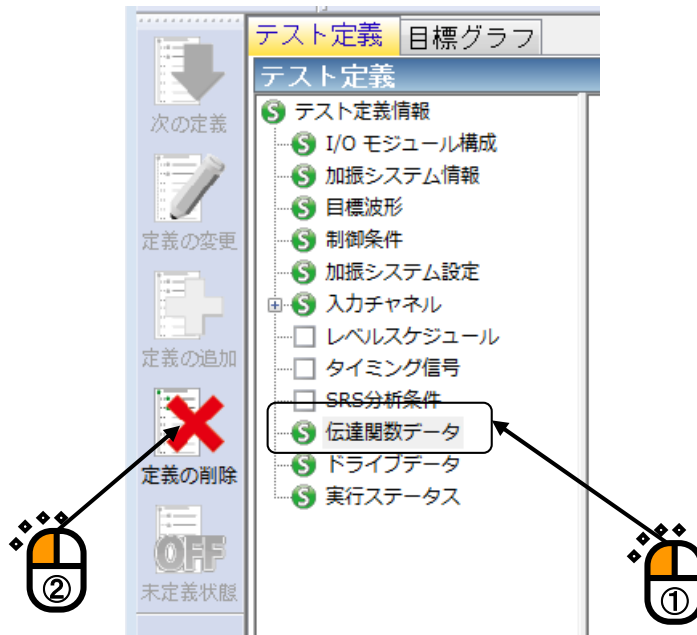 テスト定義 目標グラフ
テスト定義
次の定義
定義の変更
定義の追加
定義の削除
OFF
未定義状態
S テスト定義情報
S I/O モジュール構成
S 加振システム情報
S 目標波形
S 制御条件
S 加振システム設定
S 入力チャネル
レベルスケジュール
タイミング信号
SRS分析条件
S 伝達関数データ
S ドライブデータ
S 実行ステータス
②
①